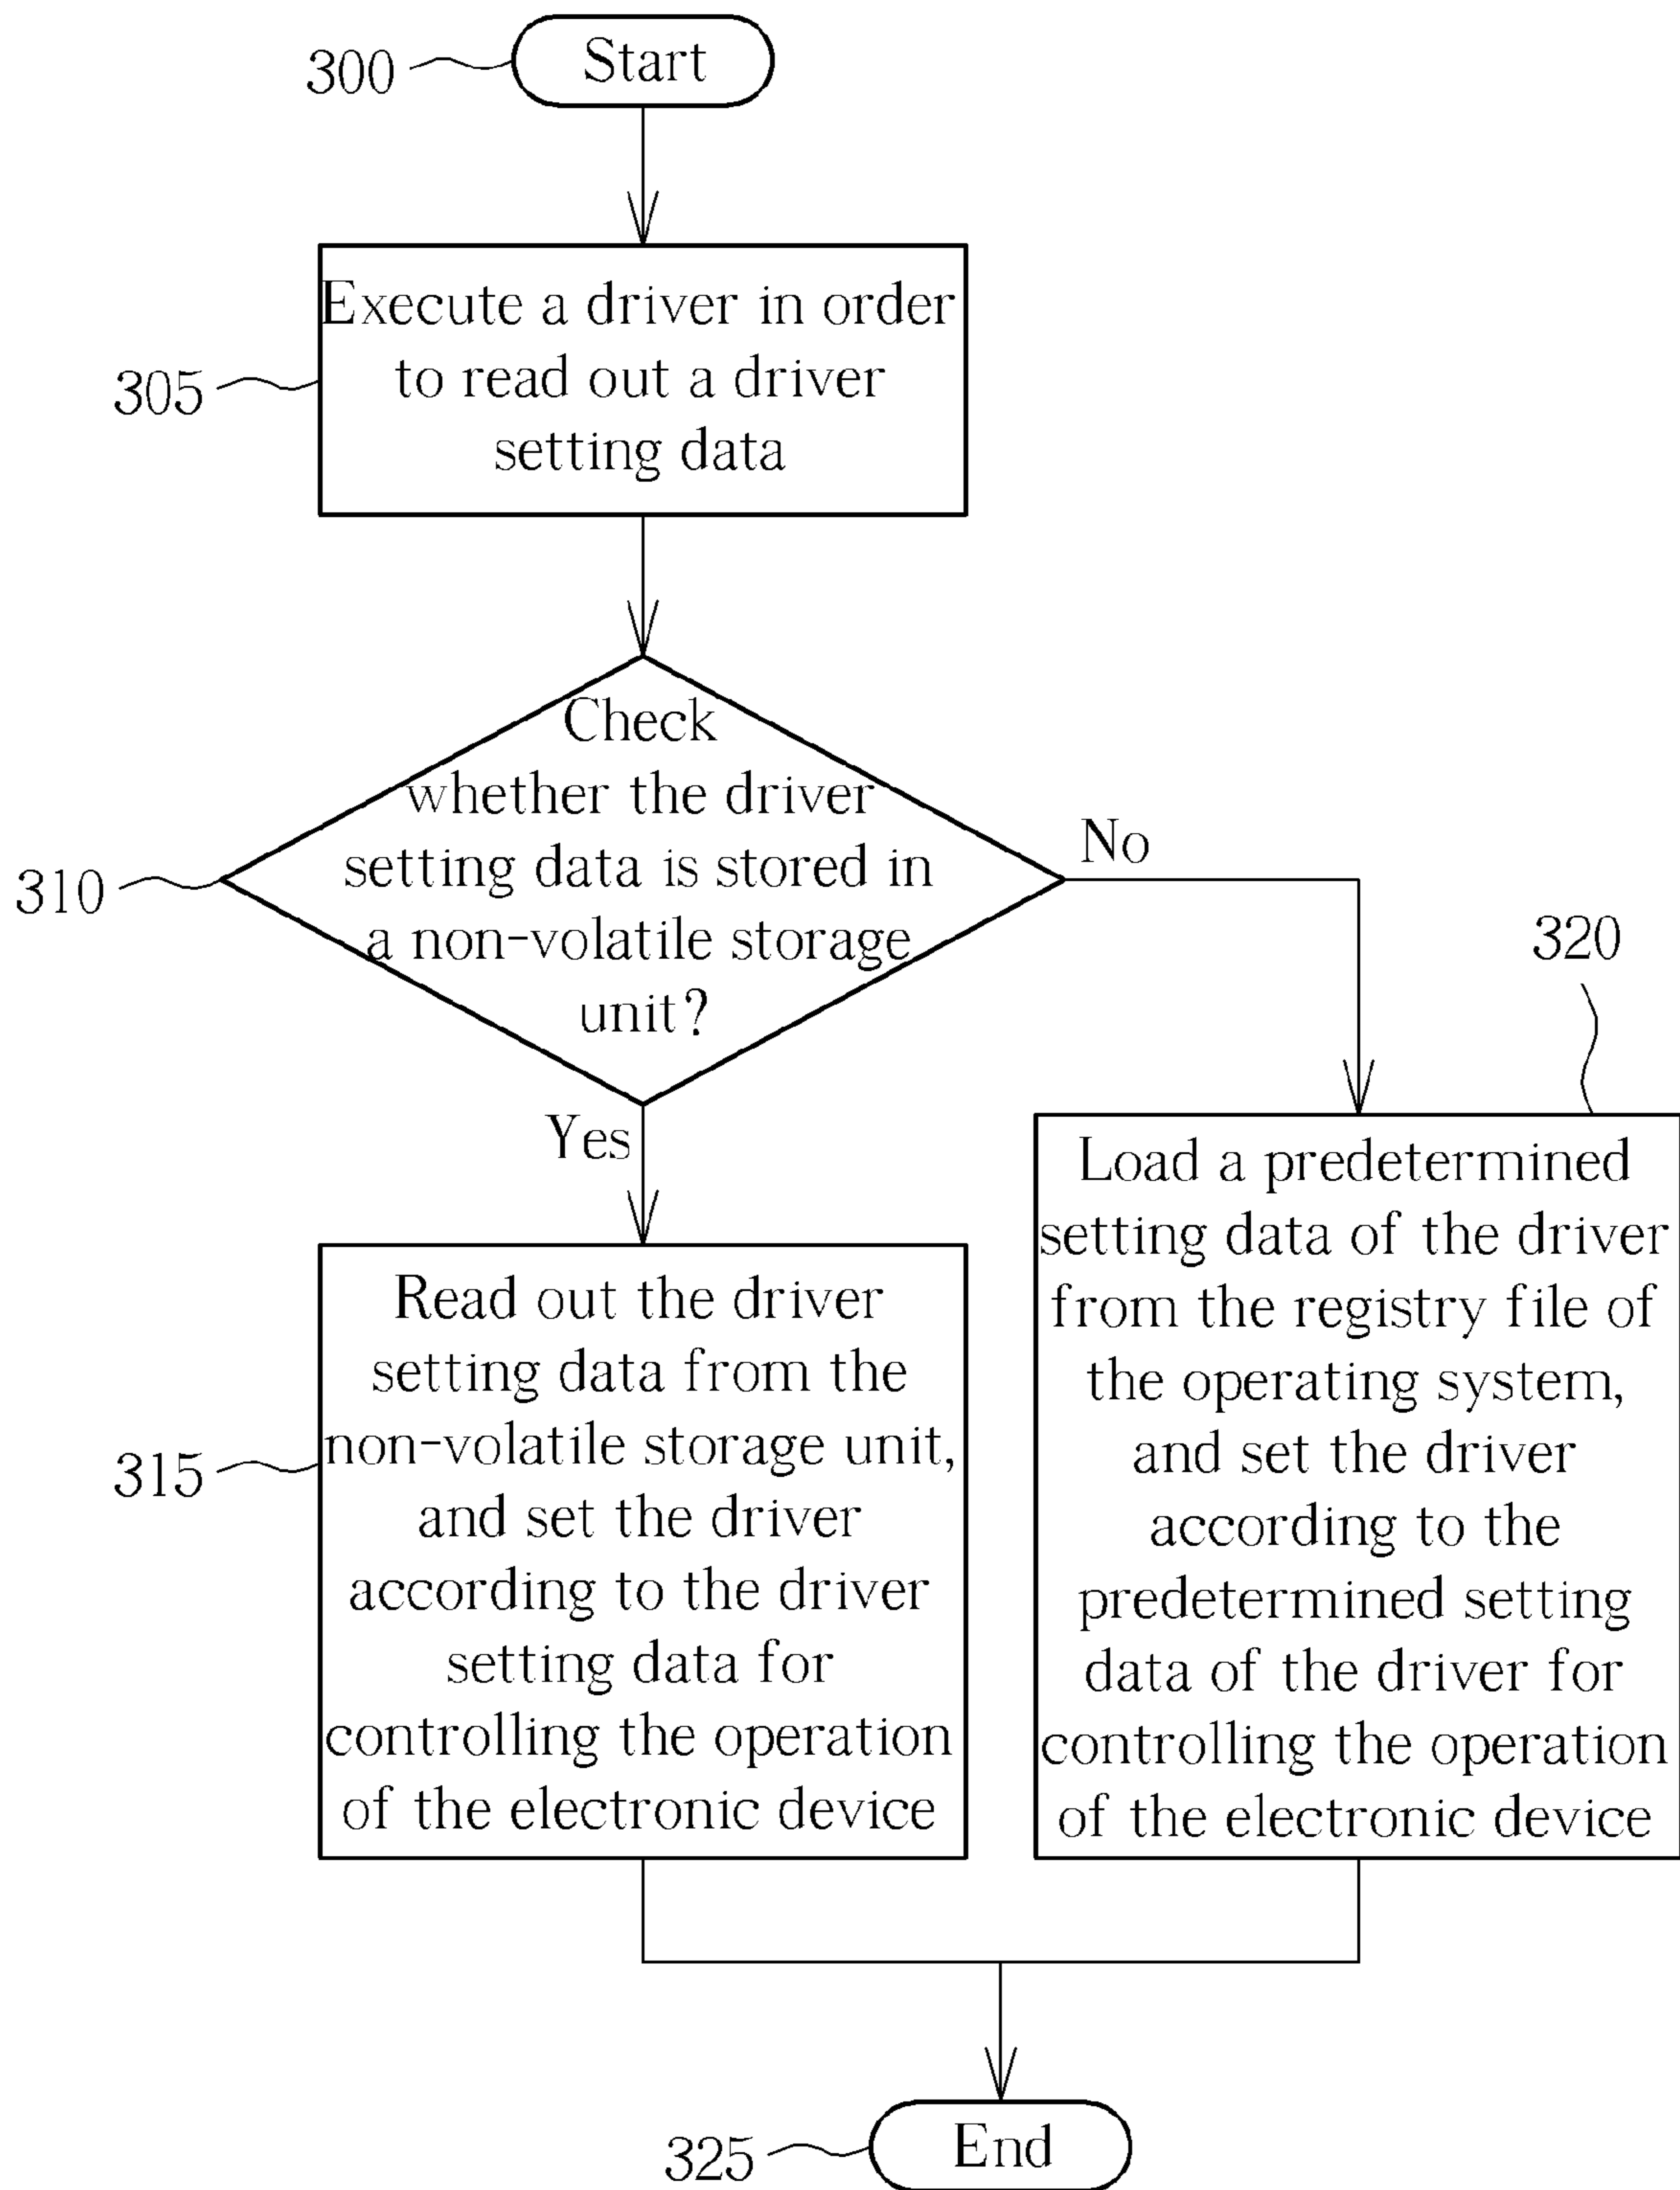 300
Start
305
Execute a driver in order
to read out a driver
setting data
310
Check
whether the driver
setting data is stored in
a non-volatile storage
unit?
No
Yes
315
Read out the driver
setting data from the
non-volatile storage unit,
and set the driver
according to the driver
setting data for
controlling the operation
of the electronic device
320
Load a predetermined
setting data of the driver
from the registry file of
the operating system,
and set the driver
according to the
predetermined setting
data of the driver for
controlling the operation
of the electronic device
325
End